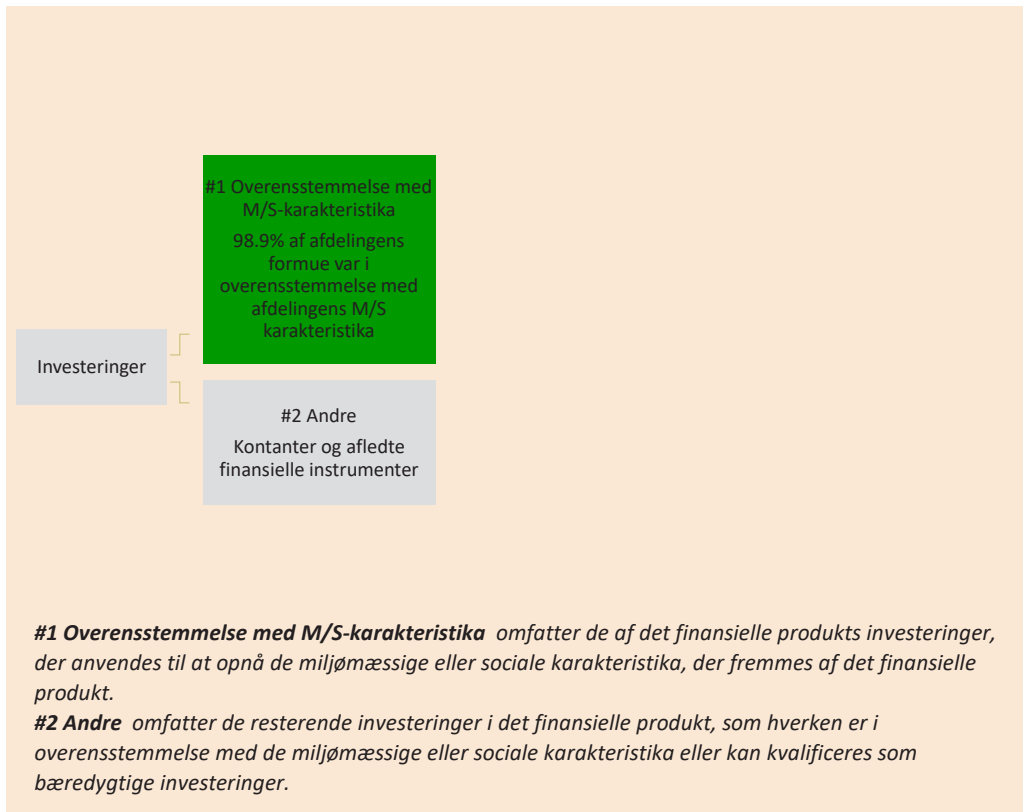 #1 Overensstemmelse med
M/S-karakteristika
98.9% af afdelingens
formue var i
overensstemmelse med
afdelingens M/S
karakteristika
Investeringer
#2 Andre
Kontanter og afledte
finansielle instrumenter
#1 Overensstemmelse med M/S-karakteristika omfatter de af det finansielle produkts investeringer,
der anvendes til at opnå de miljømæssige eller sociale karakteristika, der fremmes af det finansielle
produkt.
#2 Andre omfatter de resterende investeringer i det finansielle produkt, som hverken er i
overensstemmelse med de miljømæssige eller sociale karakteristika eller kan kvalificeres som
bæredygtige investeringer.